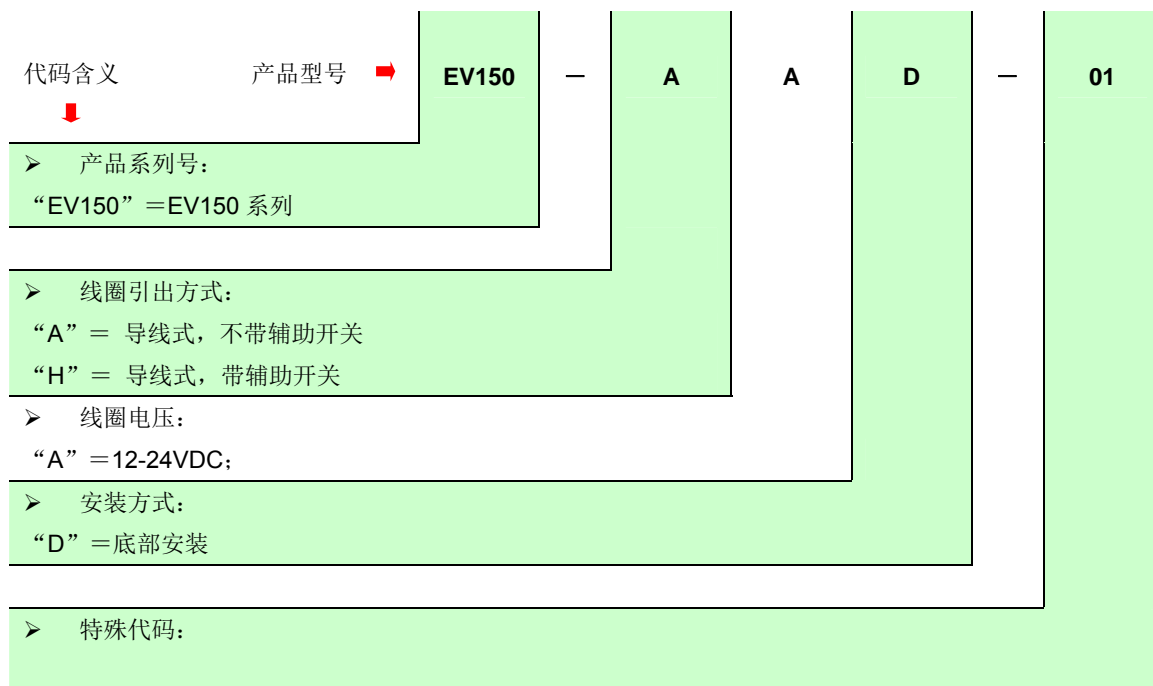 代码含义 产品型号 EV150 － A A D － 01
➢ 产品系列号：
“EV150”＝EV150 系列
➢ 线圈引出方式：
“A”＝ 导线式，不带辅助开关
“H”＝ 导线式，带辅助开关
➢ 线圈电压：
“A”＝12-24VDC；
➢ 安装方式：
“D”＝底部安装
➢ 特殊代码：